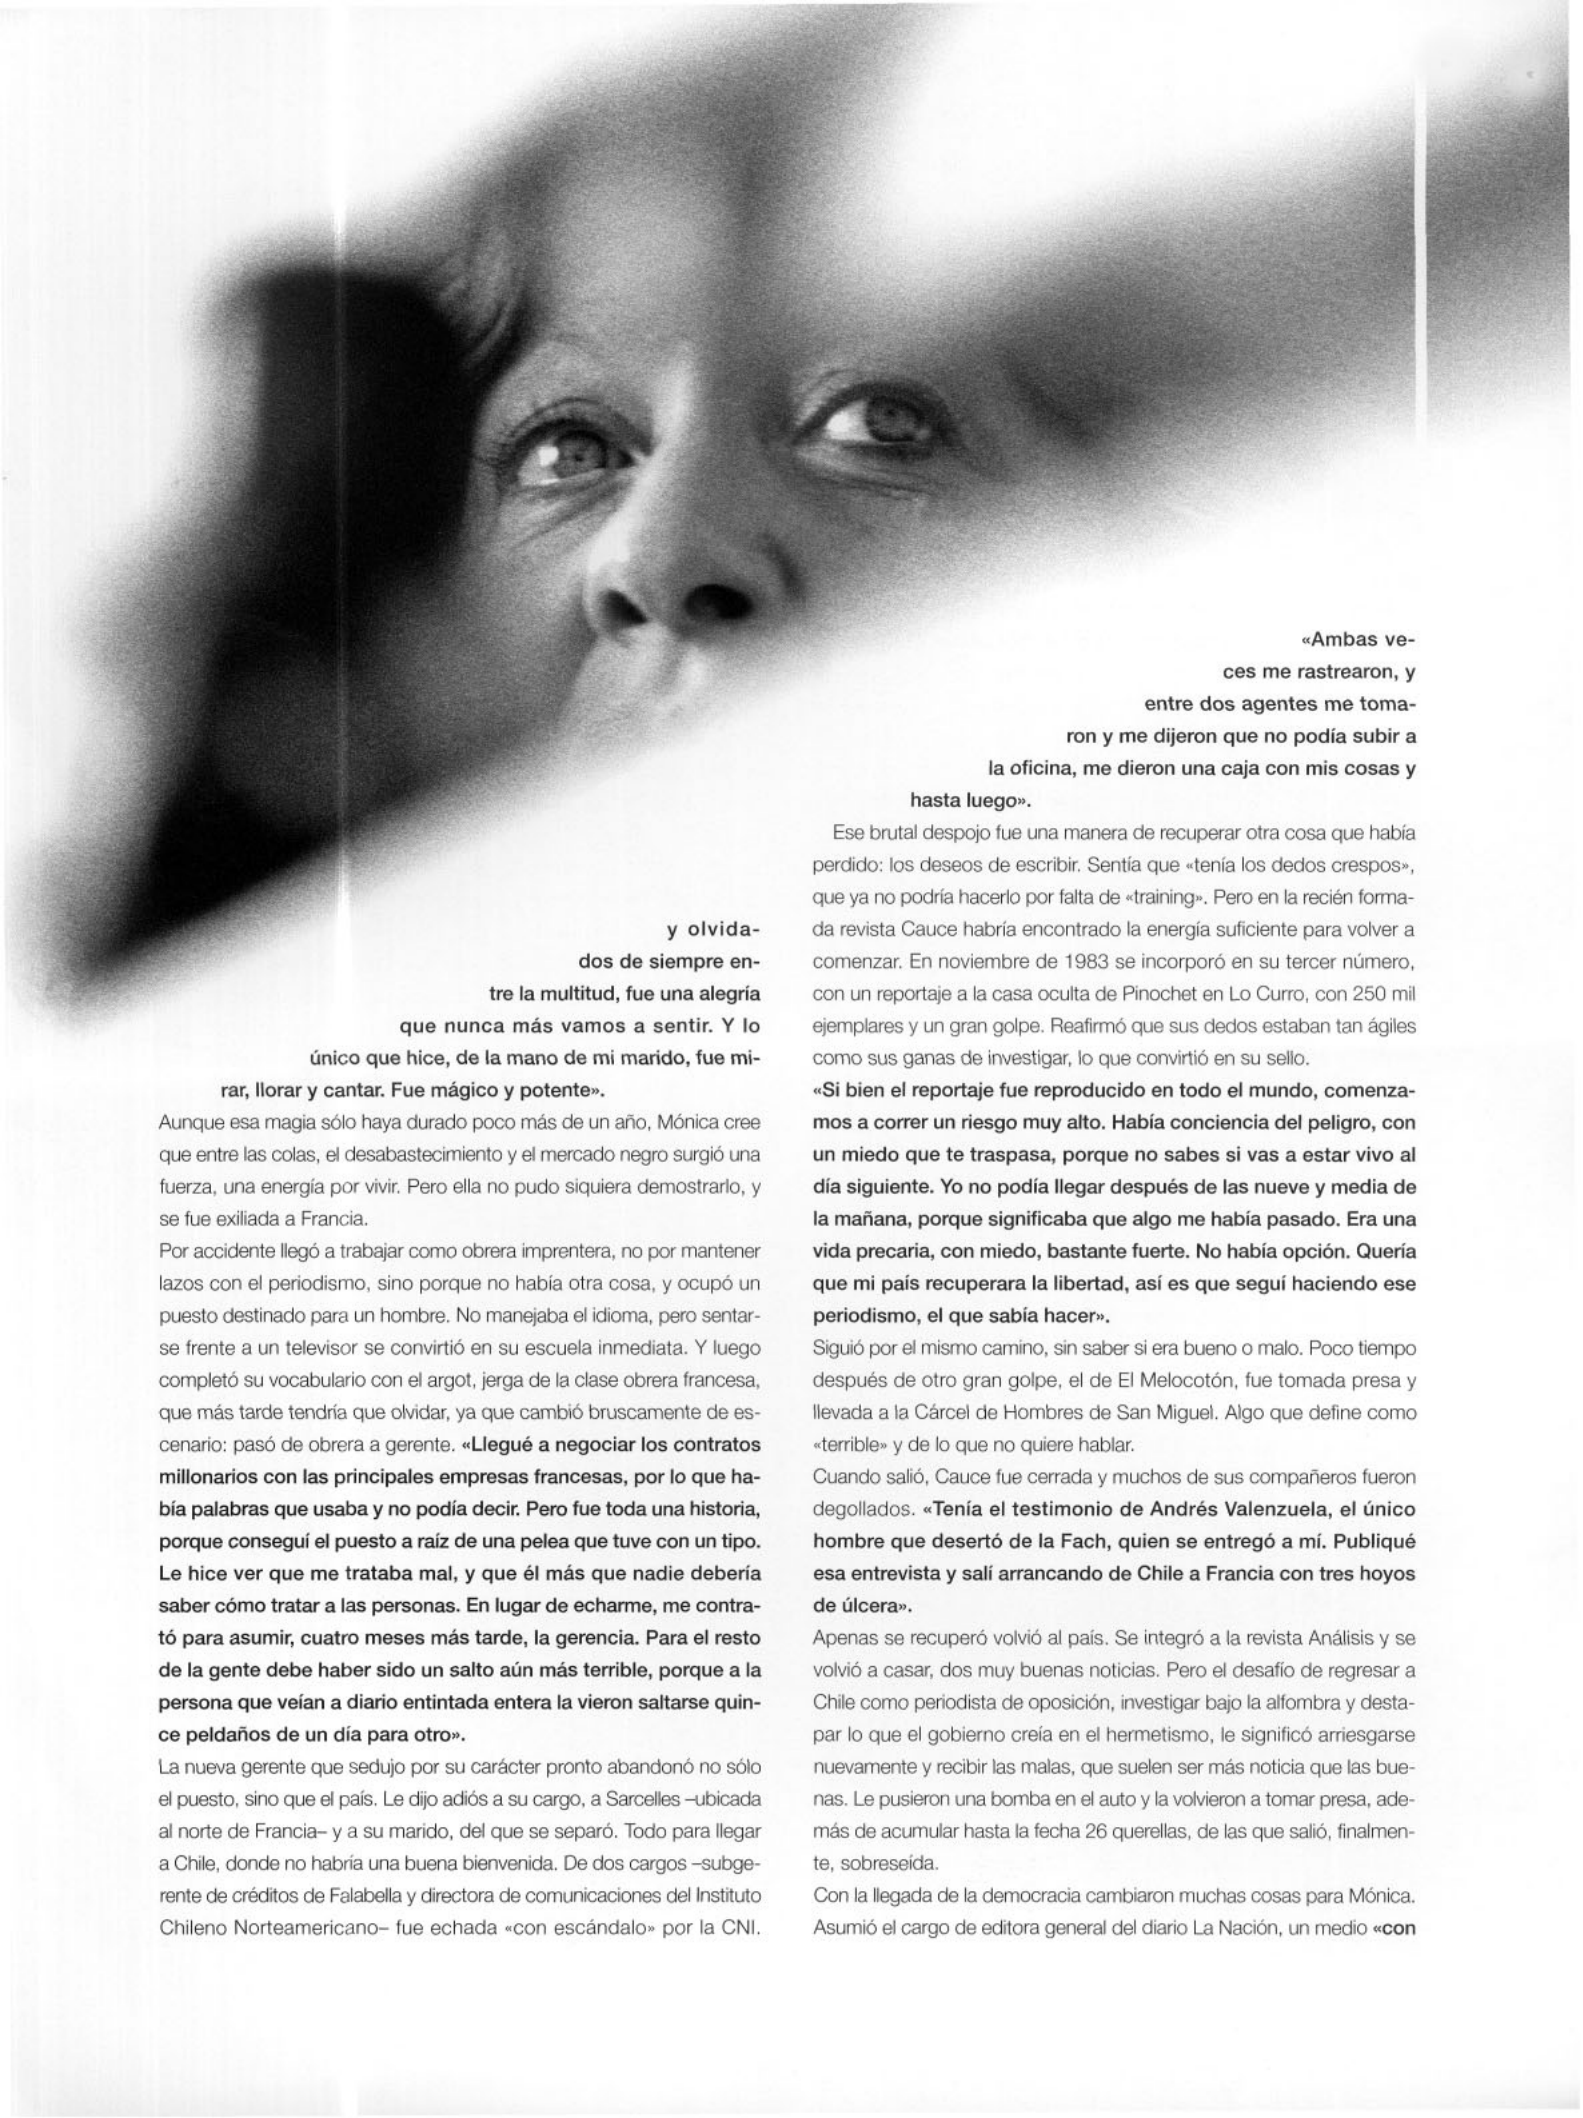 y olvida-
dos de siempre en-
tre la multitud, fue una alegría
que nunca más vamos a sentir. Y lo
único que hice, de la mano de mi marido, fue mi-
rar, llorar y cantar. Fue mágico y potente».
Aunque esa magia sólo haya durado poco más de un año, Mónica cree
que entre las colas, el desabastecimiento y el mercado negro surgió una
fuerza, una energía por vivir. Pero ella no pudo siquiera demostrarlo, y
se fue exiliada a Francia.
Por accidente llegó a trabajar como obrera imprentera, no por mantener
lazos con el periodismo, sino porque no había otra cosa, y ocupó un
puesto destinado para un hombre. No manejaba el idioma, pero sentar-
se frente a un televisor se convirtió en su escuela inmediata. Y luego
completó su vocabulario con el argot, jerga de la clase obrera francesa,
que más tarde tendría que olvidar, ya que cambió bruscamente de es-
cenario: pasó de obrera a gerente. «Llegué a negociar los contratos
millonarios con las principales empresas francesas, por lo que ha-
bía palabras que usaba y no podía decir. Pero fue toda una historia,
porque conseguí el puesto a raíz de una pelea que tuve con un tipo.
Le hice ver que me trataba mal, y que él más que nadie debería
saber cómo tratar a las personas. En lugar de echarme, me contra-
tó para asumir, cuatro meses más tarde, la gerencia. Para el resto
de la gente debe haber sido un salto aún más terrible, porque a la
persona que veían a diario entintada entera la vieron saltarse quin-
ce peldaños de un día para otro».
La nueva gerente que sedujo por su carácter pronto abandonó no sólo
el puesto, sino que el país. Le dijo adiós a su cargo, a Sarcelles –ubicada
al norte de Francia– y a su marido, del que se separó. Todo para llegar
a Chile, donde no habría una buena bienvenida. De dos cargos –subge-
rente de créditos de Falabella y directora de comunicaciones del Instituto
Chileno Norteamericano– fue echada «con escándalo» por la CNI.
«Ambas ve-
ces me rastrearon, y
entre dos agentes me toma-
ron y me dijeron que no podía subir a
la oficina, me dieron una caja con mis cosas y
hasta luego».
Ese brutal despojo fue una manera de recuperar otra cosa que había
perdido: los deseos de escribir. Sentía que «tenía los dedos crespos»,
que ya no podría hacerlo por falta de «training». Pero en la recién forma-
da revista Cauce habría encontrado la energía suficiente para volver a
comenzar. En noviembre de 1983 se incorporó en su tercer número,
con un reportaje a la casa oculta de Pinochet en Lo Curro, con 250 mil
ejemplares y un gran golpe. Reafirmó que sus dedos estaban tan ágiles
como sus ganas de investigar, lo que convirtió en su sello.
«Si bien el reportaje fue reproducido en todo el mundo, comenza-
mos a correr un riesgo muy alto. Había conciencia del peligro, con
un miedo que te traspasa, porque no sabes si vas a estar vivo al
día siguiente. Yo no podía llegar después de las nueve y media de
la mañana, porque significaba que algo me había pasado. Era una
vida precaria, con miedo, bastante fuerte. No había opción. Quería
que mi país recuperara la libertad, así es que seguí haciendo ese
periodismo, el que sabía hacer».
Siguió por el mismo camino, sin saber si era bueno o malo. Poco tiempo
después de otro gran golpe, el de El Melocotón, fue tomada presa y
llevada a la Cárcel de Hombres de San Miguel. Algo que define como
«terrible» y de lo que no quiere hablar.
Cuando salió, Cauce fue cerrada y muchos de sus compañeros fueron
degollados. «Tenía el testimonio de Andrés Valenzuela, el único
hombre que desertó de la Fach, quien se entregó a mí. Publiqué
esa entrevista y salí arrancando de Chile a Francia con tres hoyos
de úlcera».
Apenas se recuperó volvió al país. Se integró a la revista Análisis y se
volvió a casar, dos muy buenas noticias. Pero el desafío de regresar a
Chile como periodista de oposición, investigar bajo la alfombra y desta-
par lo que el gobierno creía en el hermetismo, le significó arriesgarse
nuevamente y recibir las malas, que suelen ser más noticia que las bue-
nas. Le pusieron una bomba en el auto y la volvieron a tomar presa, ade-
más de acumular hasta la fecha 26 querellas, de las que salió, finalmen-
te, sobreseída.
Con la llegada de la democracia cambiaron muchas cosas para Mónica.
Asumió el cargo de editora general del diario La Nación, un medio «con